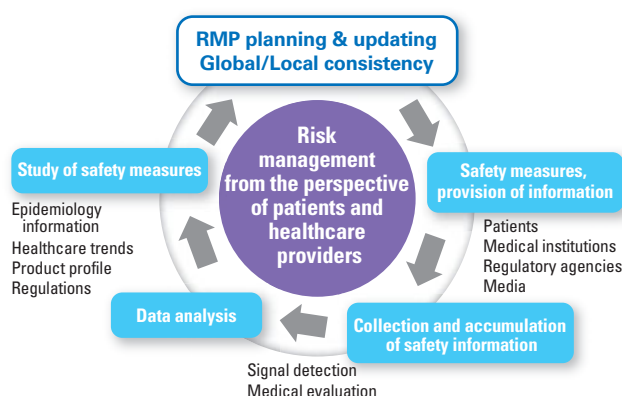 RMP planning & updating
Global/Local consistency
Risk
management
from the perspective
of patients and
healthcare
providers
Safety measures,
provision of information
Patients
Medical institutions
Regulatory agencies
Media
Collection and accumulation
of safety information
Data analysis
Signal detection
Medical evaluation
Study of safety measures
Epidemiology
information
Healthcare trends
Product profile
Regulations